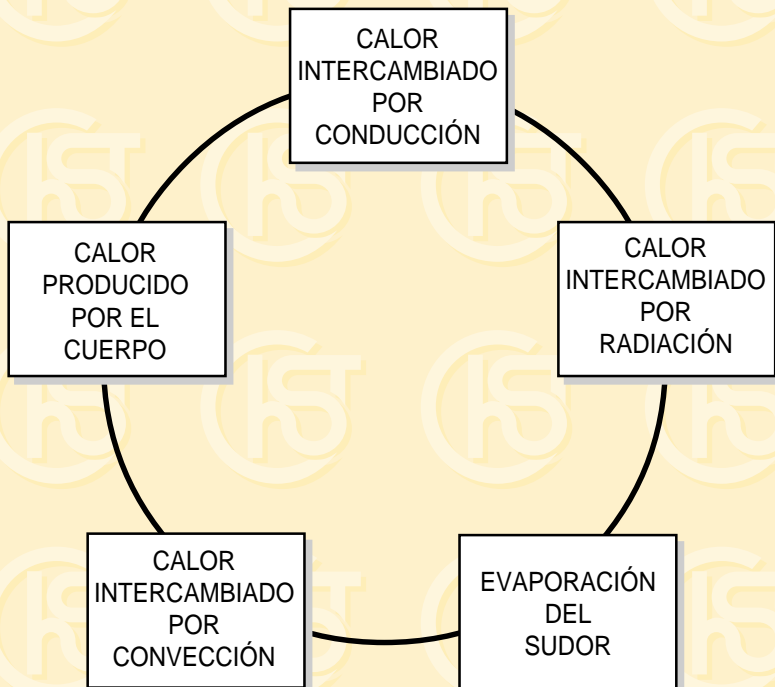 CALOR
INTERCAMBIADO
POR
CONDUCCIÓN
CALOR
PRODUCIDO
POR EL
CUERPO
CALOR
INTERCAMBIADO
POR
RADIACIÓN
CALOR
INTERCAMBIADO
POR
CONVECCIÓN
EVAPORACIÓN
DEL
SUDOR